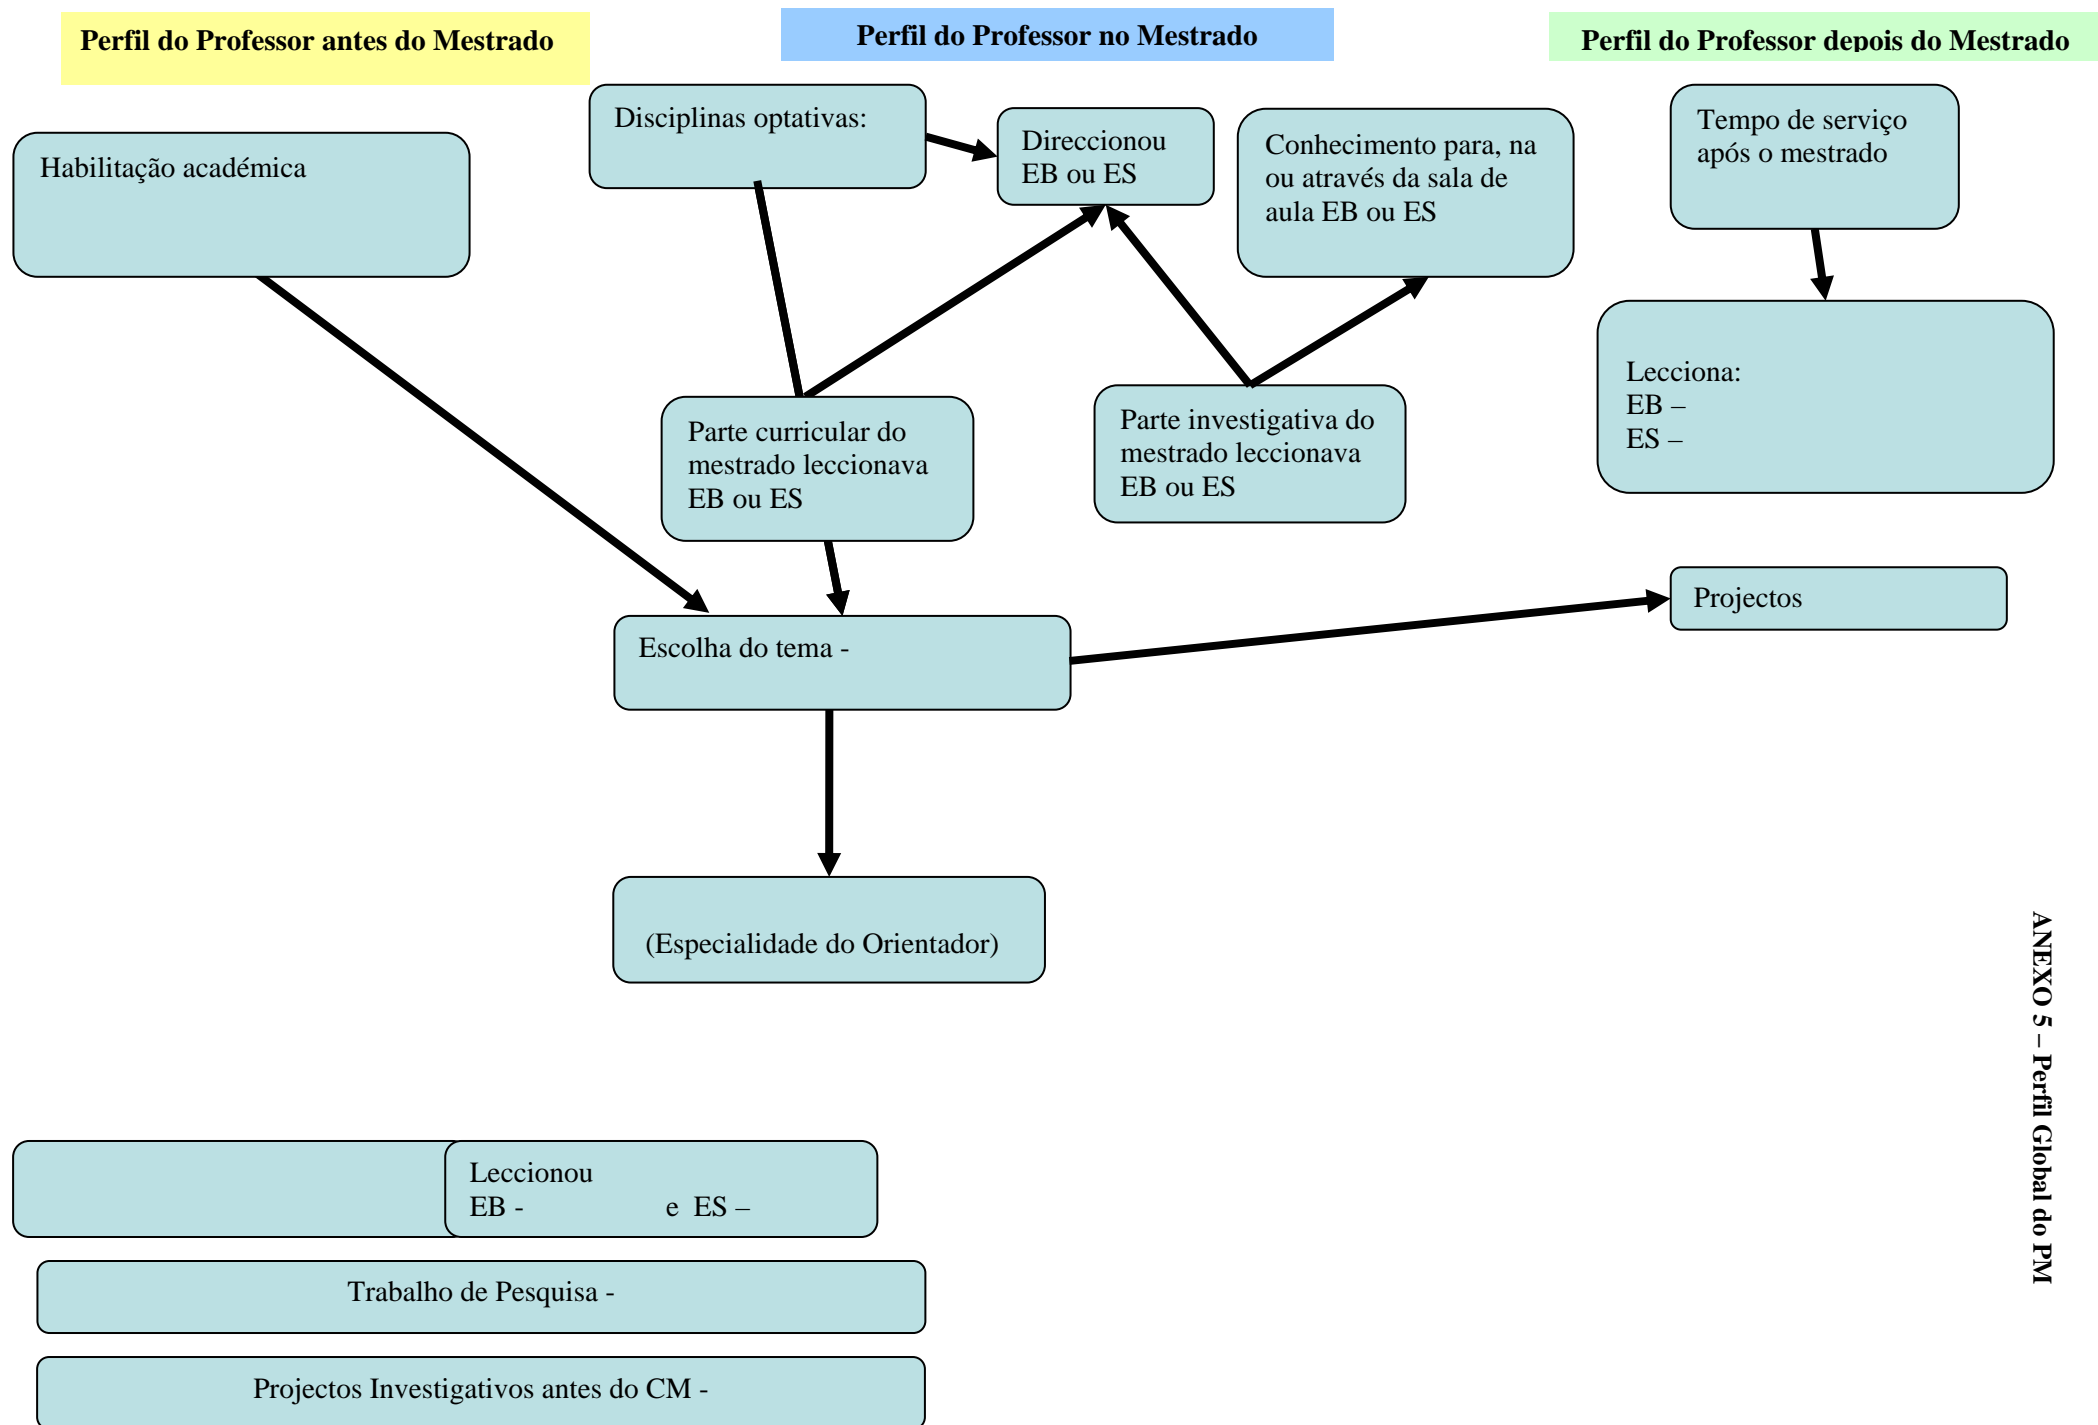 Perfil do Professor antes do Mestrado
Perfil do Professor no Mestrado
Perfil do Professor depois do Mestrado
Habilitação académica
Disciplinas optativas:
Direccionou
EB ou ES
Conhecimento para, na
ou através da sala de
aula EB ou ES
Tempo de serviço
após o mestrado
Lecciona:
EB –
ES –
Parte curricular do
mestrado leccionava
EB ou ES
Parte investigativa do
mestrado leccionava
EB ou ES
Projectos
Escolha do tema -
(Especialidade do Orientador)
ANEXO 5 – Perfil Global do PM
Leccionou
EB - e ES –
Trabalho de Pesquisa -
Projectos Investigativos antes do CM -